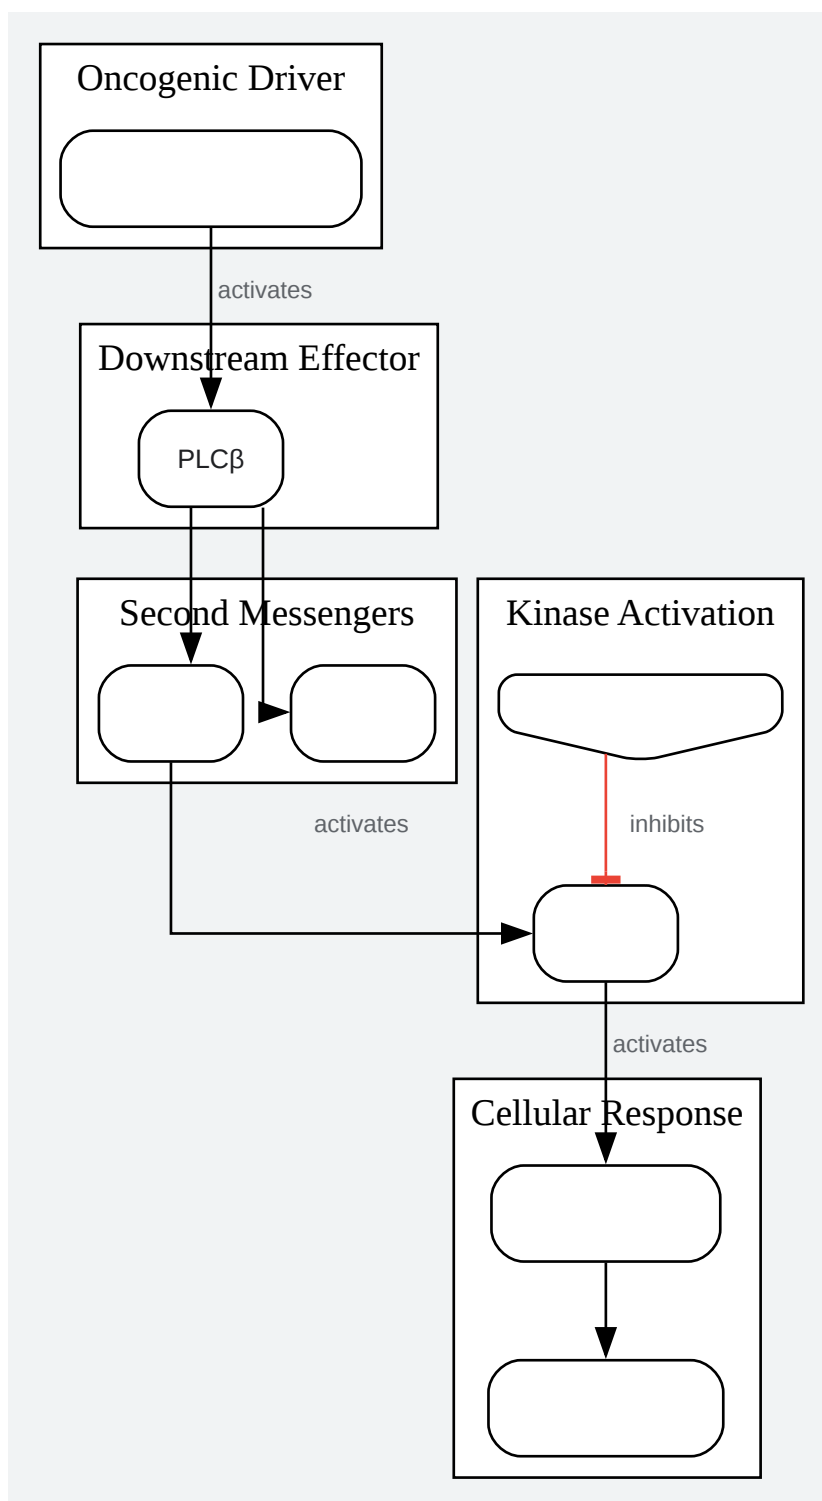 Oncogenic Driver
activates
Downstream Effector
PLCβ
Second Messengers
Kinase Activation
activates
inhibits
activates
Cellular Response